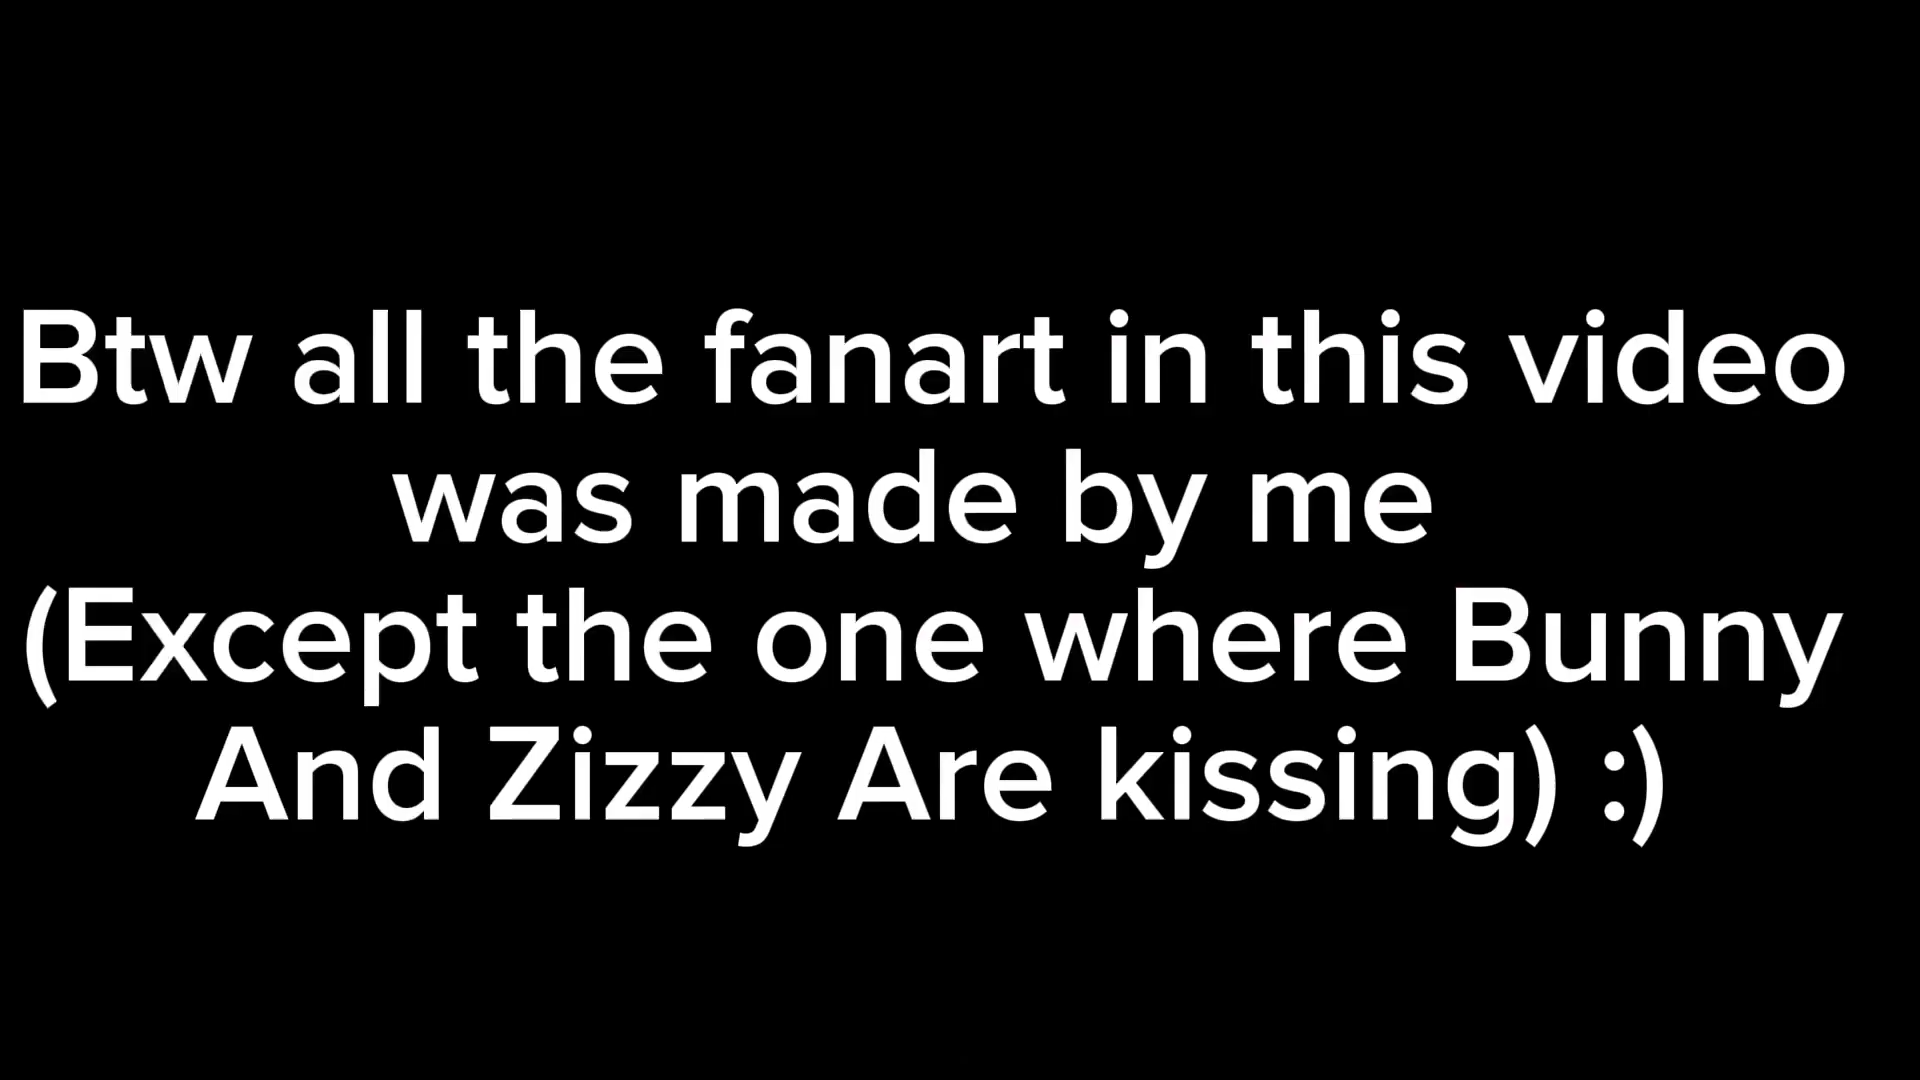 Btw all the fanart in this video
was made by me
(Except the one where Bunny
And Zizzy Are kissing) :)